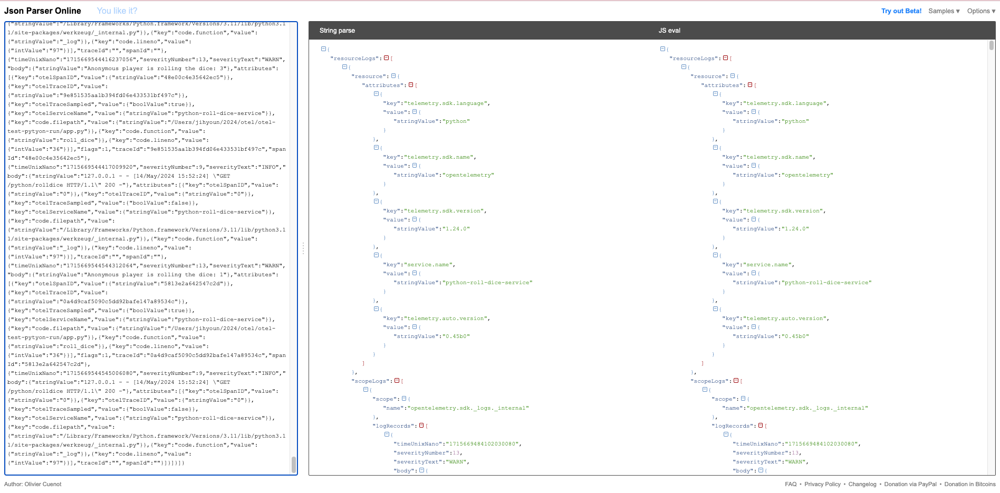 Json Parser Online
You like it?
Try out Beta!
Samples ▾
Options ▾
{"stringValue":"/Library/Frameworks/Python.framework/Versions/3.11/lib/python3.1
1/site-packages/werkzeug/_internal.py"}},{"key":"code.function","value":
{"stringValue":"_log"}},{"key":"code.lineno","value":
{"intValue":"97"}}],"traceId":"","spanId":""},
{"timeUnixNano":"1715669544416237056","severityNumber":13,"severityText":"WARN",
"body":{"stringValue":"Anonymous player is rolling the dice: 3"},"attributes":
[{"key":"otelSpanID","value":{"stringValue":"48e00c4e35642ec5"}},
{"key":"otelTraceID","value":
{"stringValue":"9e851535aa1b394fd06e433531bf497c"}},
{"key":"otelTraceSampled","value":{"boolValue":true}},
{"key":"otelServiceName","value":{"stringValue":"python-roll-dice-service"}},
{"key":"code.filepath","value":{"stringValue":"/Users/jihyoun/2024/otel/otel-
test-pytyon-run/app.py"}},{"key":"code.function","value":
{"stringValue":"roll_dice"}},{"key":"code.lineno","value":
{"intValue":"36"}}],"flags":1,"traceId":"9e851535aa1b394fd06e433531bf497c","span
Id":"48e00c4e35642ec5"},
{"timeUnixNano":"1715669544417009920","severityNumber":9,"severityText":"INFO","
body":{"stringValue":"127.0.0.1 - - [14/May/2024 15:52:24] \"GET
/python/rolldice HTTP/1.1\" 200 -"},"attributes":[{"key":"otelSpanID","value":
{"stringValue":"0"}},{"key":"otelTraceID","value":{"stringValue":"0"}},
{"key":"otelTraceSampled","value":{"boolValue":false}},
{"key":"otelServiceName","value":{"stringValue":"python-roll-dice-service"}},
{"key":"code.filepath","value":
{"stringValue":"/Library/Frameworks/Python.framework/Versions/3.11/lib/python3.1
1/site-packages/werkzeug/_internal.py"}},{"key":"code.function","value":
{"stringValue":"_log"}},{"key":"code.lineno","value":
{"intValue":"97"}}],"traceId":"","spanId":""},
{"timeUnixNano":"1715669544544312064","severityNumber":13,"severityText":"WARN",
"body":{"stringValue":"Anonymous player is rolling the dice: 1"},"attributes":
[{"key":"otelSpanID","value":{"stringValue":"5813e2a642547c2d"}},
{"key":"otelTraceID","value":
{"stringValue":"0a4d9caf5090c5dd92bafe147a89534c"}},
{"key":"otelTraceSampled","value":{"boolValue":true}},
{"key":"otelServiceName","value":{"stringValue":"python-roll-dice-service"}},
{"key":"code.filepath","value":{"stringValue":"/Users/jihyoun/2024/otel/otel-
test-pytyon-run/app.py"}},{"key":"code.function","value":
{"stringValue":"roll_dice"}},{"key":"code.lineno","value":
{"intValue":"36"}}],"flags":1,"traceId":"0a4d9caf5090c5dd92bafe147a89534c","span
Id":"5813e2a642547c2d"},
{"timeUnixNano":"1715669544545006080","severityNumber":9,"severityText":"INFO","
body":{"stringValue":"127.0.0.1 - - [14/May/2024 15:52:24] \"GET
/python/rolldice HTTP/1.1\" 200 -"},"attributes":[{"key":"otelSpanID","value":
{"stringValue":"0"}},{"key":"otelTraceID","value":{"stringValue":"0"}},
{"key":"otelTraceSampled","value":{"boolValue":false}},
{"key":"otelServiceName","value":{"stringValue":"python-roll-dice-service"}},
{"key":"code.filepath","value":
{"stringValue":"/Library/Frameworks/Python.framework/Versions/3.11/lib/python3.1
1/site-packages/werkzeug/_internal.py"}},{"key":"code.function","value":
{"stringValue":"_log"}},{"key":"code.lineno","value":
{"intValue":"97"}}],"traceId":"","spanId":""}]}]}]}
String parse
{
"resourceLogs":[
{
"resource":{
"attributes":[
{
"key":"telemetry.sdk.language",
"value":{
"stringValue":"python"
}
},
{
"key":"telemetry.sdk.name",
"value":{
"stringValue":"opentelemetry"
}
},
{
"key":"telemetry.sdk.version",
"value":{
"stringValue":"1.24.0"
}
},
{
"key":"service.name",
"value":{
"stringValue":"python-roll-dice-service"
}
},
{
"key":"telemetry.auto.version",
"value":{
"stringValue":"0.45b0"
}
}
]
},
"scopeLogs":[
{
"scope":{
"name":"opentelemetry.sdk._logs._internal"
},
"logRecords":[
{
"timeUnixNano":"1715669484102030080",
"severityNumber":13,
"severityText":"WARN",
"body":{
JS eval
{
"resourceLogs":[
{
"resource":{
"attributes":[
{
"key":"telemetry.sdk.language",
"value":{
"stringValue":"python"
}
},
{
"key":"telemetry.sdk.name",
"value":{
"stringValue":"opentelemetry"
}
},
{
"key":"telemetry.sdk.version",
"value":{
"stringValue":"1.24.0"
}
},
{
"key":"service.name",
"value":{
"stringValue":"python-roll-dice-service"
}
},
{
"key":"telemetry.auto.version",
"value":{
"stringValue":"0.45b0"
}
}
]
},
"scopeLogs":[
{
"scope":{
"name":"opentelemetry.sdk._logs._internal"
},
"logRecords":[
{
"timeUnixNano":"1715669484102030080",
"severityNumber":13,
"severityText":"WARN",
"body":{
Author: Olivier Cuenot
FAQ • Privacy Policy • Changelog • Donation via PayPal • Donation in Bitcoins